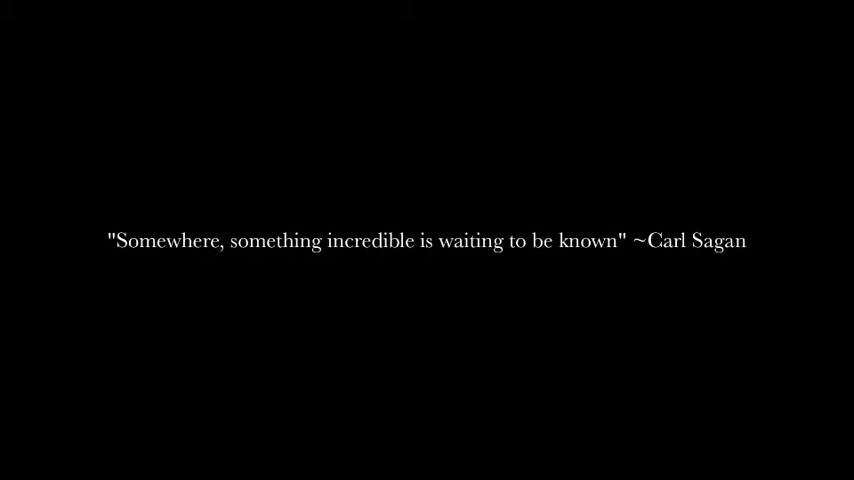 "Somewhere, something incredible is waiting to be known" ~Carl Sagan